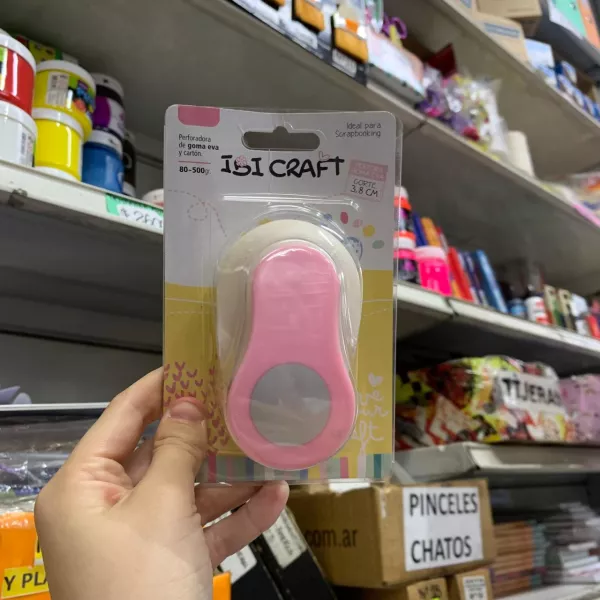 Perforadora
de goma eva
y cartón
80-500g
Ideal para
Scrapbooking
IBI CRAFT
CORTE
3.8 CM
TIJERAS
PINCELES
CHATOS
com.ar
Y PLA